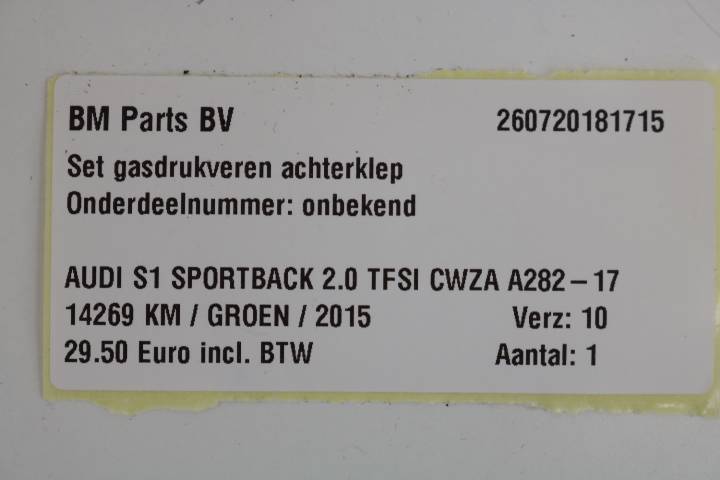 BM Parts BV 260720181715
Set gasdrukveren achterklep
Onderdeelnummer: onbekend
AUDI S1 SPORTBACK 2.0 TFSI CWZA A282-17
14269 KM / GROEN / 2015 Verz: 10
29.50 Euro incl. BTW Aantal: 1